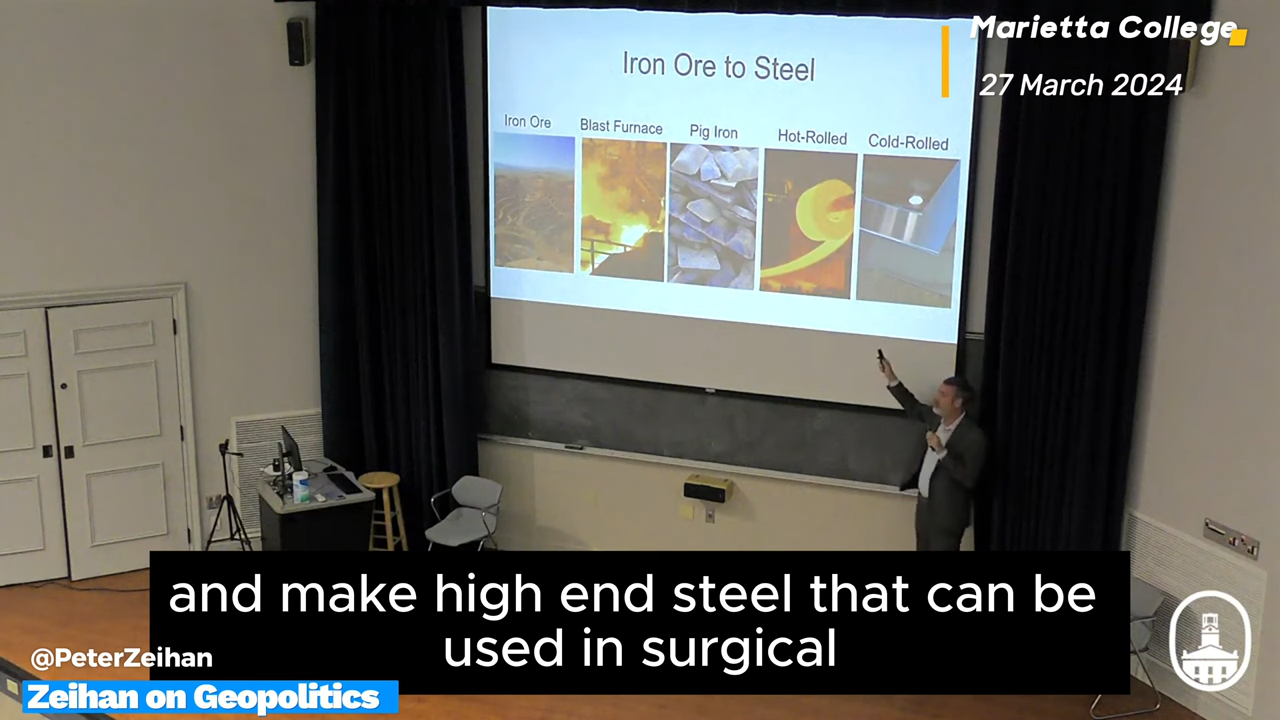 Marietta College
27 March 2024
Iron Ore to Steel
Iron Ore
Blast Furnace
Pig Iron
Hot-Rolled
Cold-Rolled
and make high end steel that can be
used in surgical
@PeterZeihan
Zeihan on Geopolitics